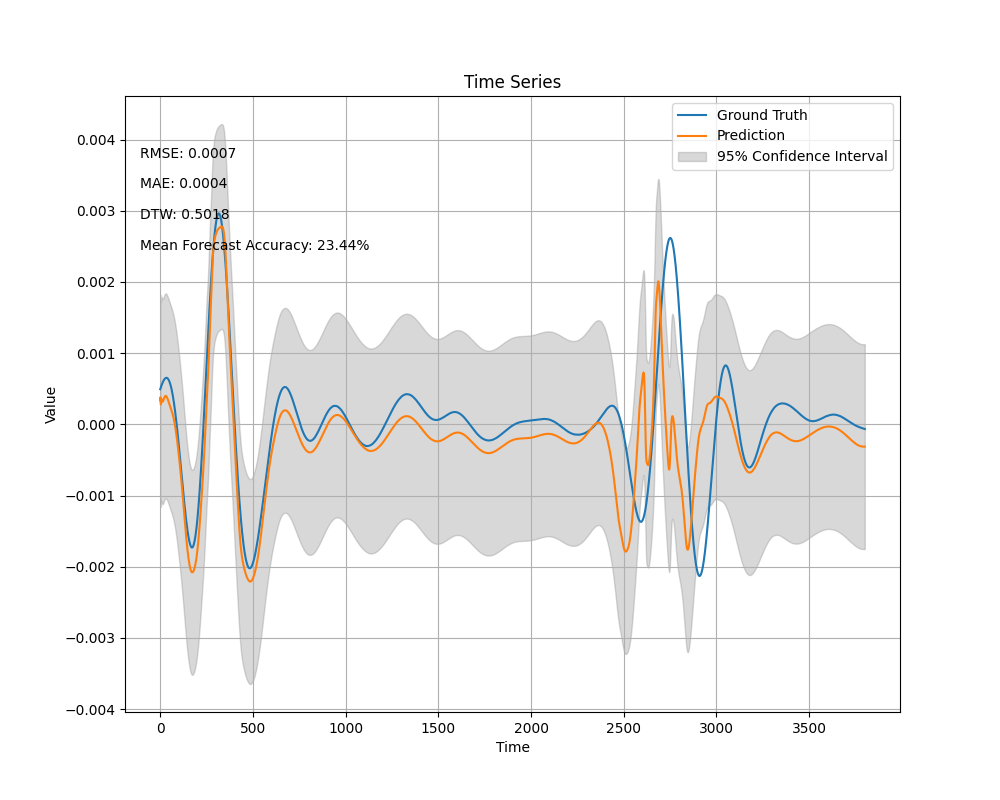 Time Series
Ground Truth
Prediction
95% Confidence Interval
RMSE: 0.0007
MAE: 0.0004
DTW: 0.5018
Mean Forecast Accuracy: 23.44%
0.004
0.003
0.002
0.001
0.000
−0.001
−0.002
−0.003
−0.004
Value
0 500 1000 1500 2000 2500 3000 3500
Time